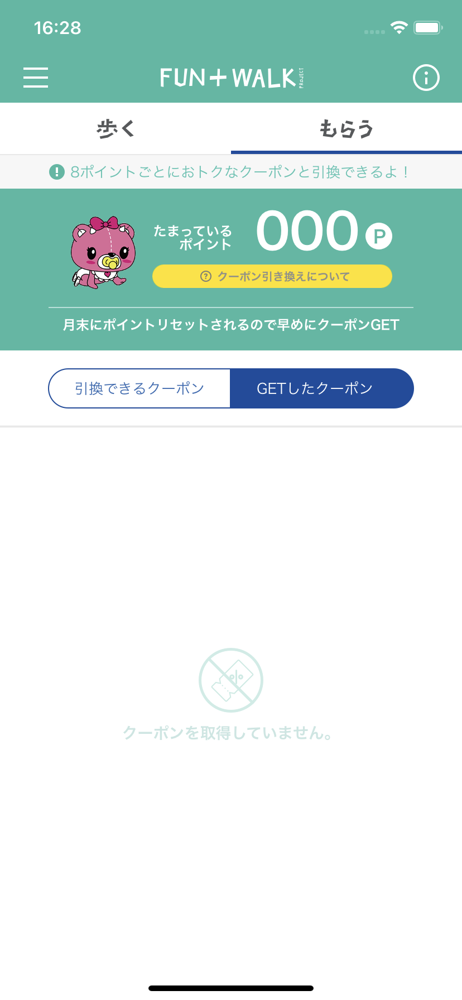 16:28
FUN+WALK PROJECT
歩く
もらう
8ポイントごとにおトクなクーポンと引換できるよ！
たまっている
ポイント
000 P
クーポン引き換えについて
月末にポイントリセットされるので早めにクーポンGET
引換できるクーポン
GETしたクーポン
クーポンを取得していません。